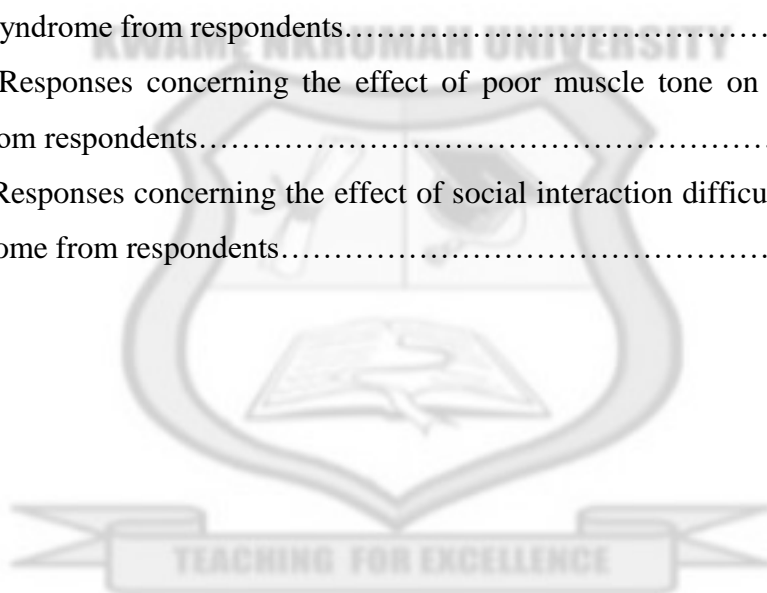 yndrome from respondents……………………………………
KWAME NKRUMAH UNIVERSITY
Responses concerning the effect of poor muscle tone on
om respondents……………………………………………………
Responses concerning the effect of social interaction difficu
ome from respondents…………………………………………
TEACHING FOR EXCELLENCE